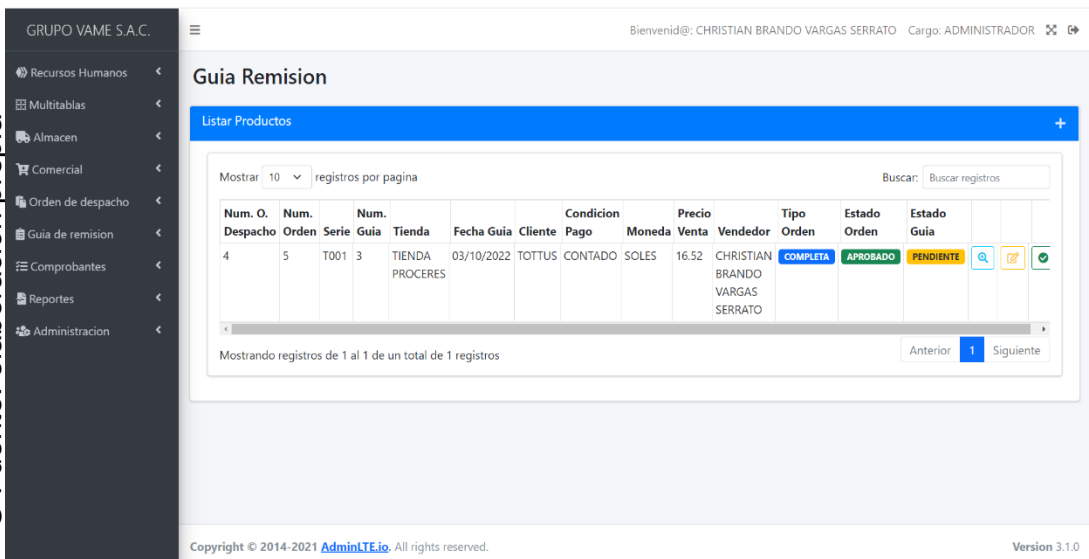 GRUPO VAME S.A.C.
Bienvenid@: CHRISTIAN BRANDO VARGAS SERRATO Cargo: ADMINISTRADOR
Recursos Humanos
Multitablas
Almacen
Comercial
Orden de despacho
Guia de remision
Comprobantes
Reportes
Administracion
Guia Remision
Listar Productos
Mostrar 10 registros por pagina
Buscar: Buscar registros
Num. O. Despacho Num. Orden Serie Num. Guia Tienda Fecha Guia Cliente Condicion Pago Moneda Precio Venta Vendedor Tipo Orden Estado Orden Estado Guia
4 5 T001 3 TIENDA PROCERES 03/10/2022 TOTTUS CONTADO SOLES 16.52 CHRISTIAN BRANDO VARGAS SERRATO COMPLETA APROBADO PENDIENTE
Mostrando registros de 1 al 1 de un total de 1 registros
Anterior 1 Siguiente
Copyright © 2014-2021 AdminLTE.io. All rights reserved.
Version 3.1.0